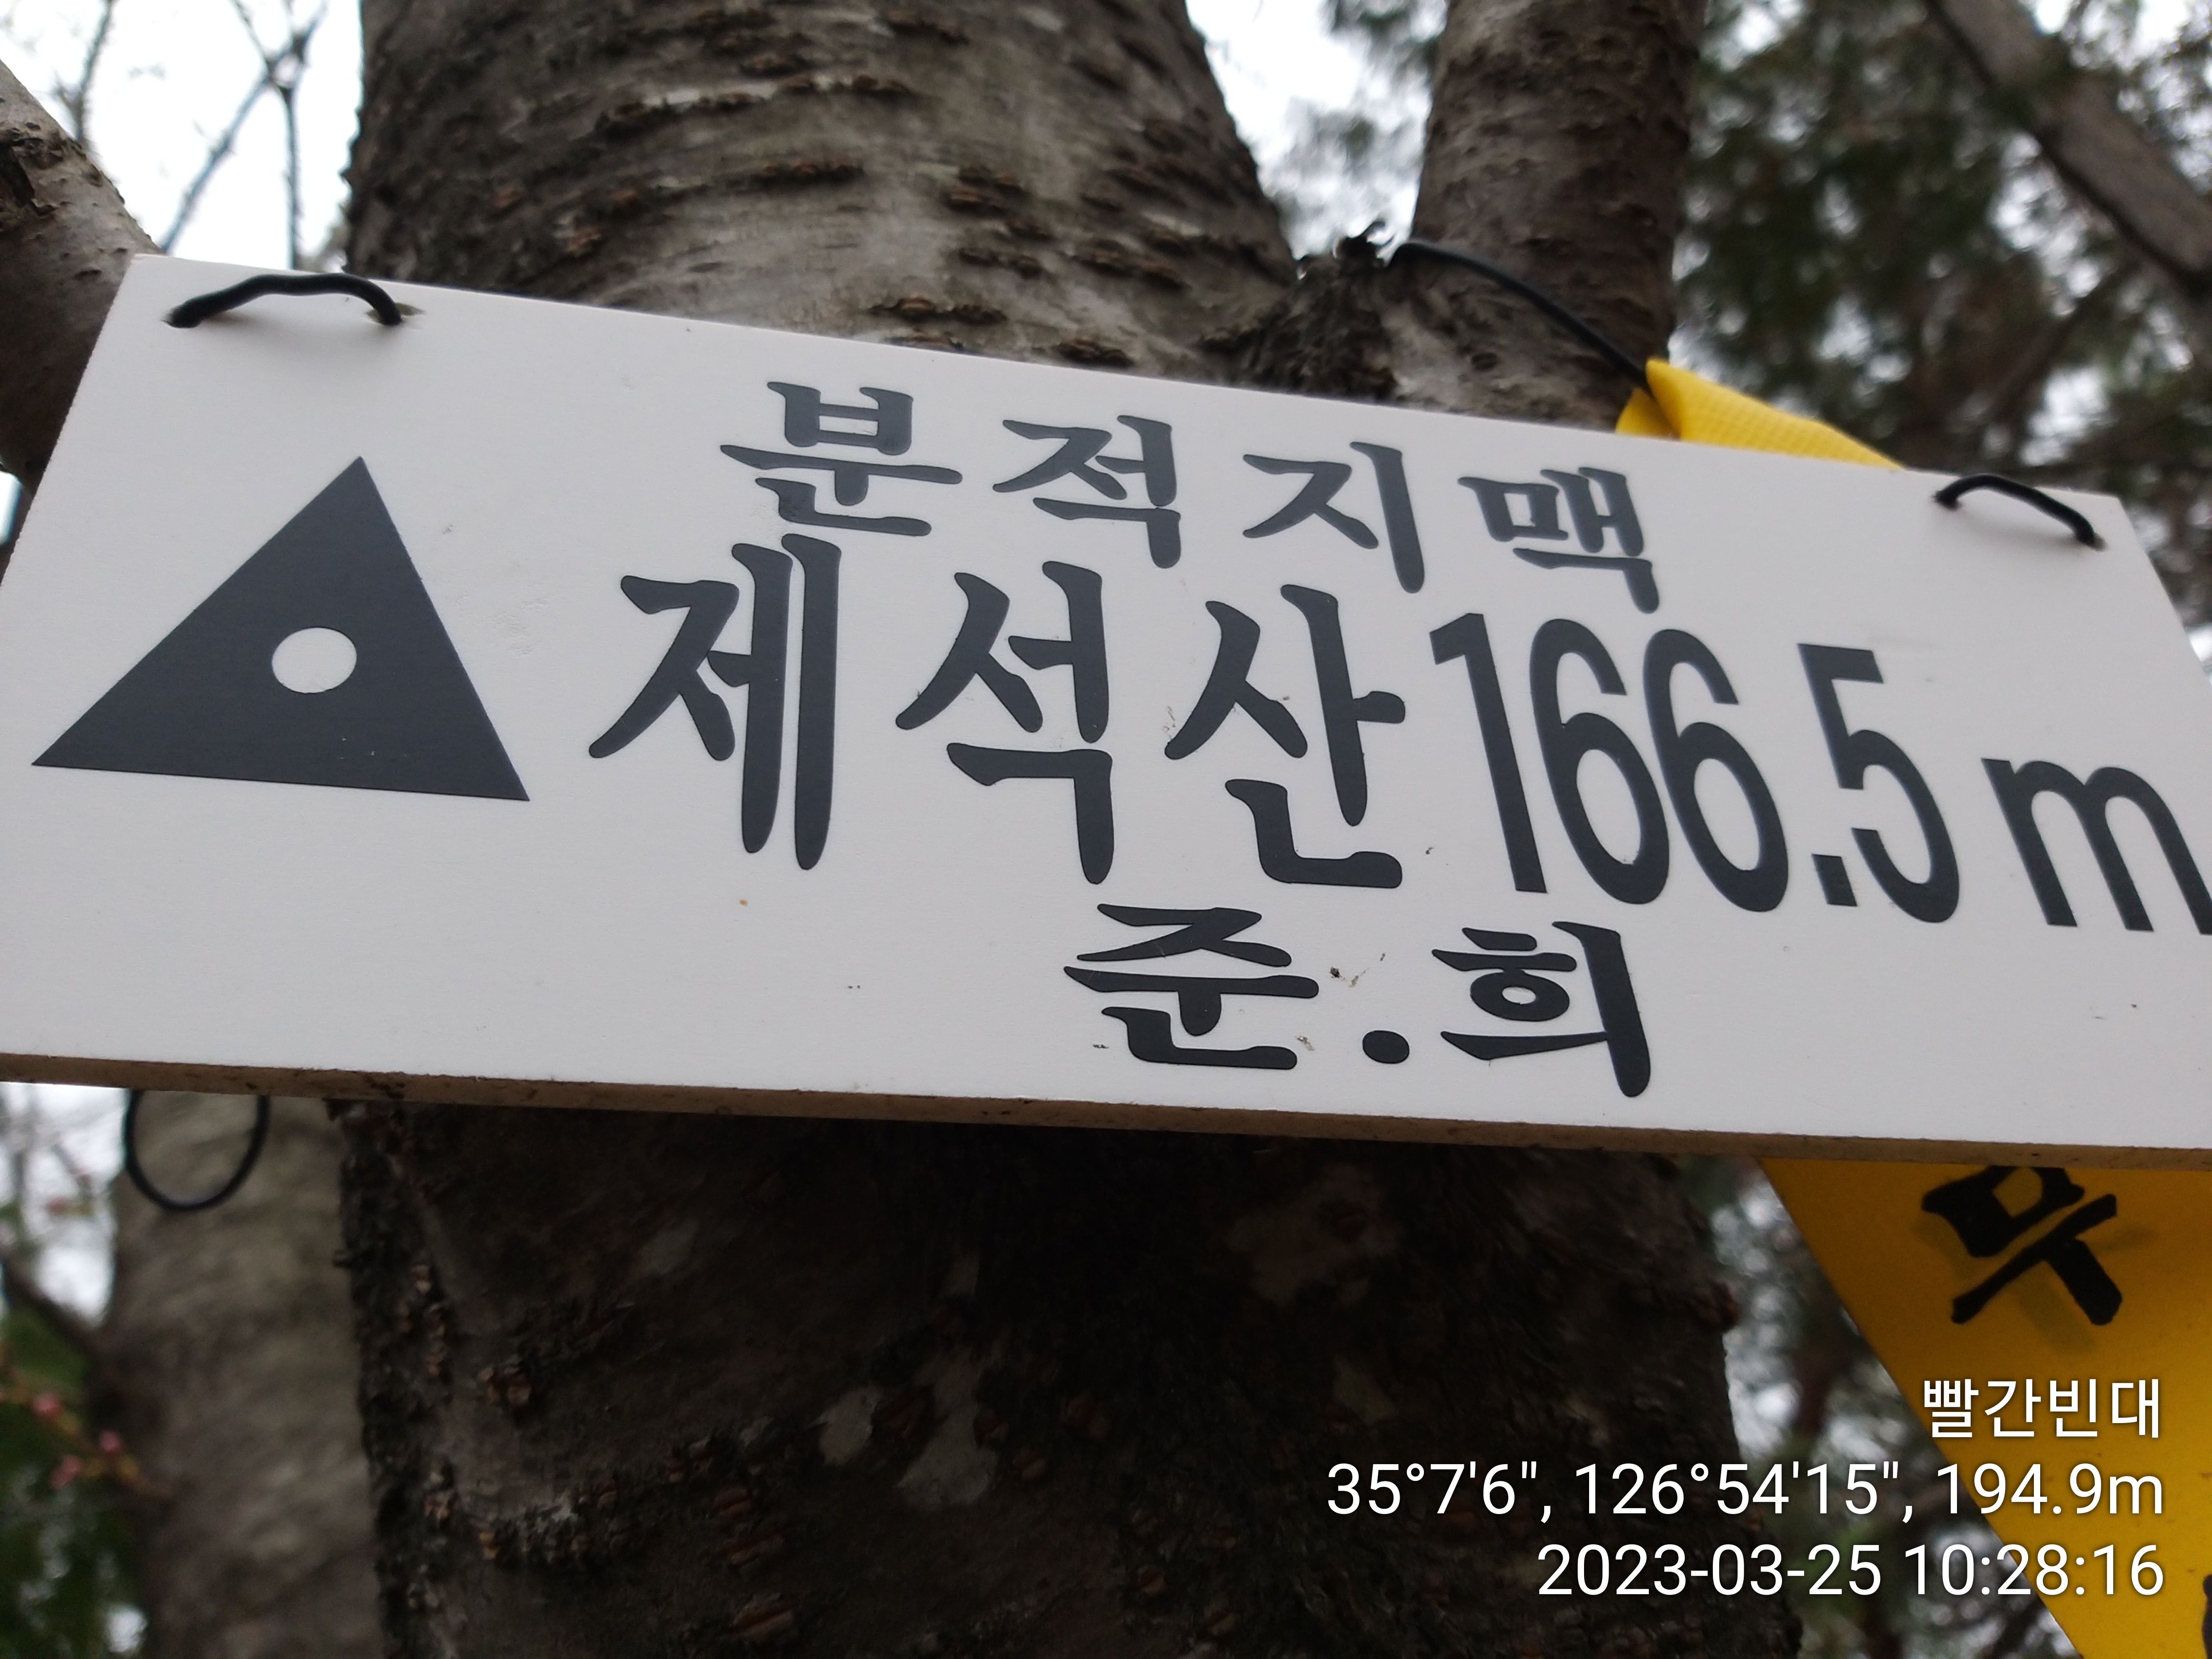 분적지맥
제석산 166.5m
준.희
무
빨간빈대
35°7'6", 126°54'15", 194.9m
2023-03-25 10:28:16